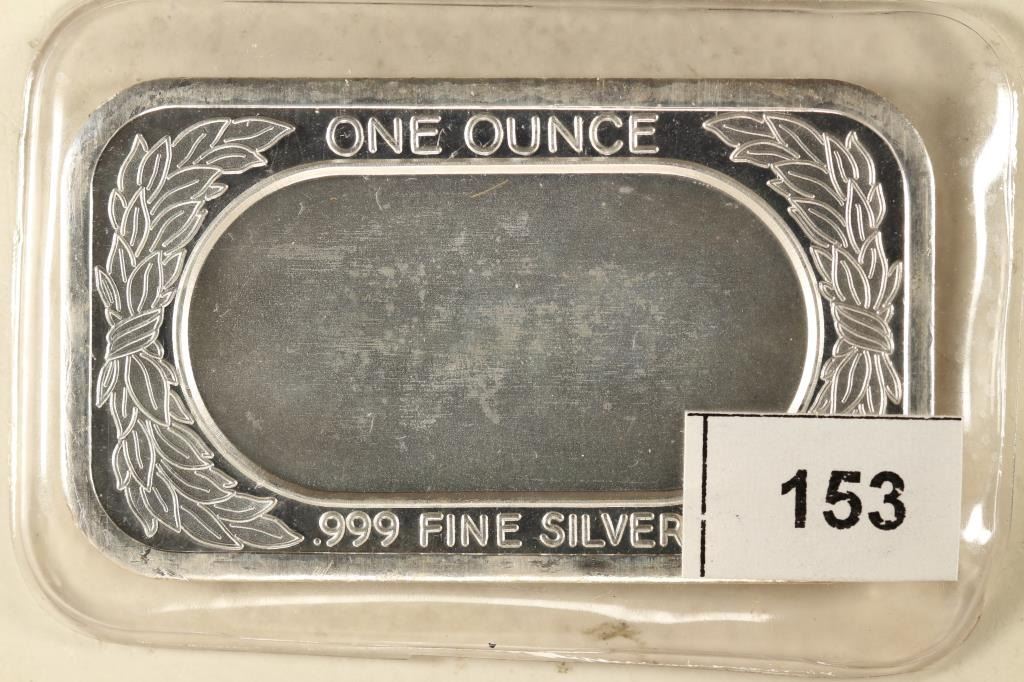 ONE OUNCE
.999 FINE SILVER
153